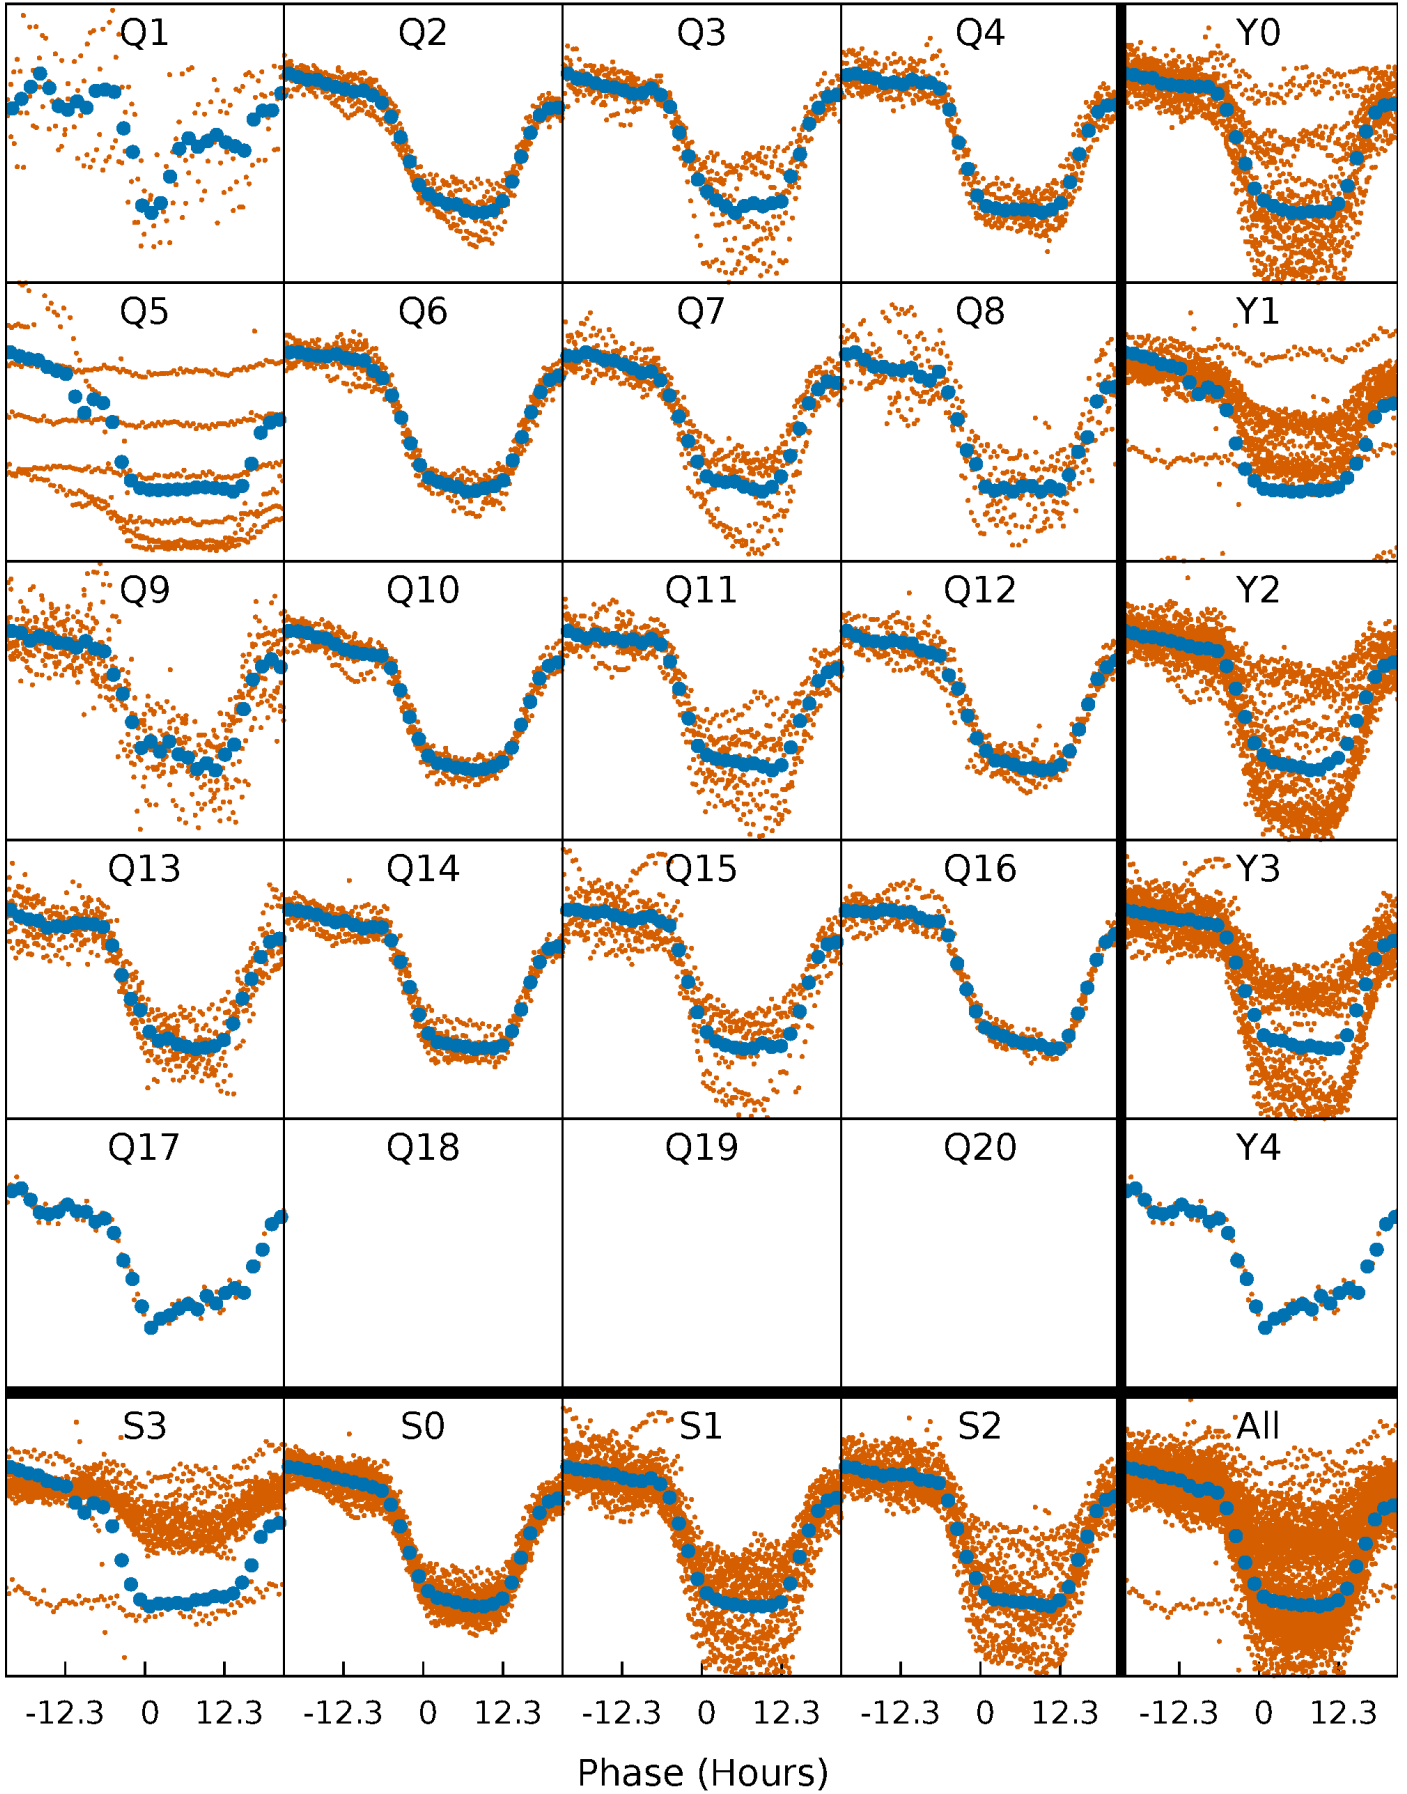 Q1 Q2 Q3 Q4 Y0
Q5 Q6 Q7 Q8 Y1
Q9 Q10 Q11 Q12 Y2
Q13 Q14 Q15 Q16 Y3
Q17 Q18 Q19 Q20 Y4
S3 S0 S1 S2 All
-12.3 0 12.3 -12.3 0 12.3 -12.3 0 12.3 -12.3 0 12.3 -12.3 0 12.3
Phase (Hours)